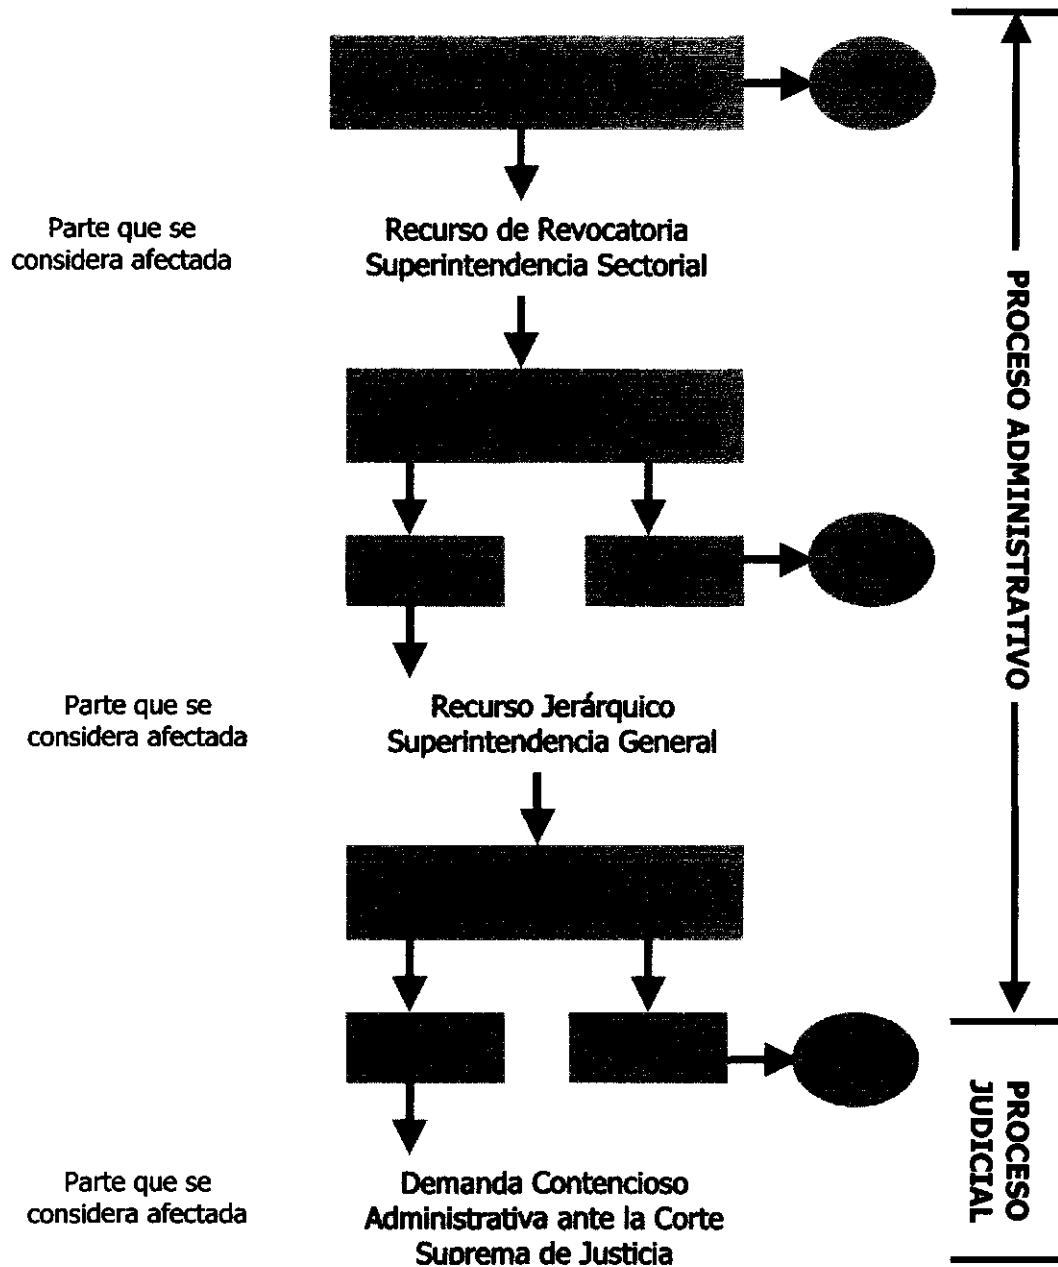 Parte que se
considera afectada
Recurso de Revocatoria
Superintendencia Sectorial
PROCESO ADMINISTRATIVO
Parte que se
considera afectada
Recurso Jerárquico
Superintendencia General
Parte que se
considera afectada
Demanda Contencioso
Administrativa ante la Corte
Suprema de Justicia
PROCESO
JUDICIAL